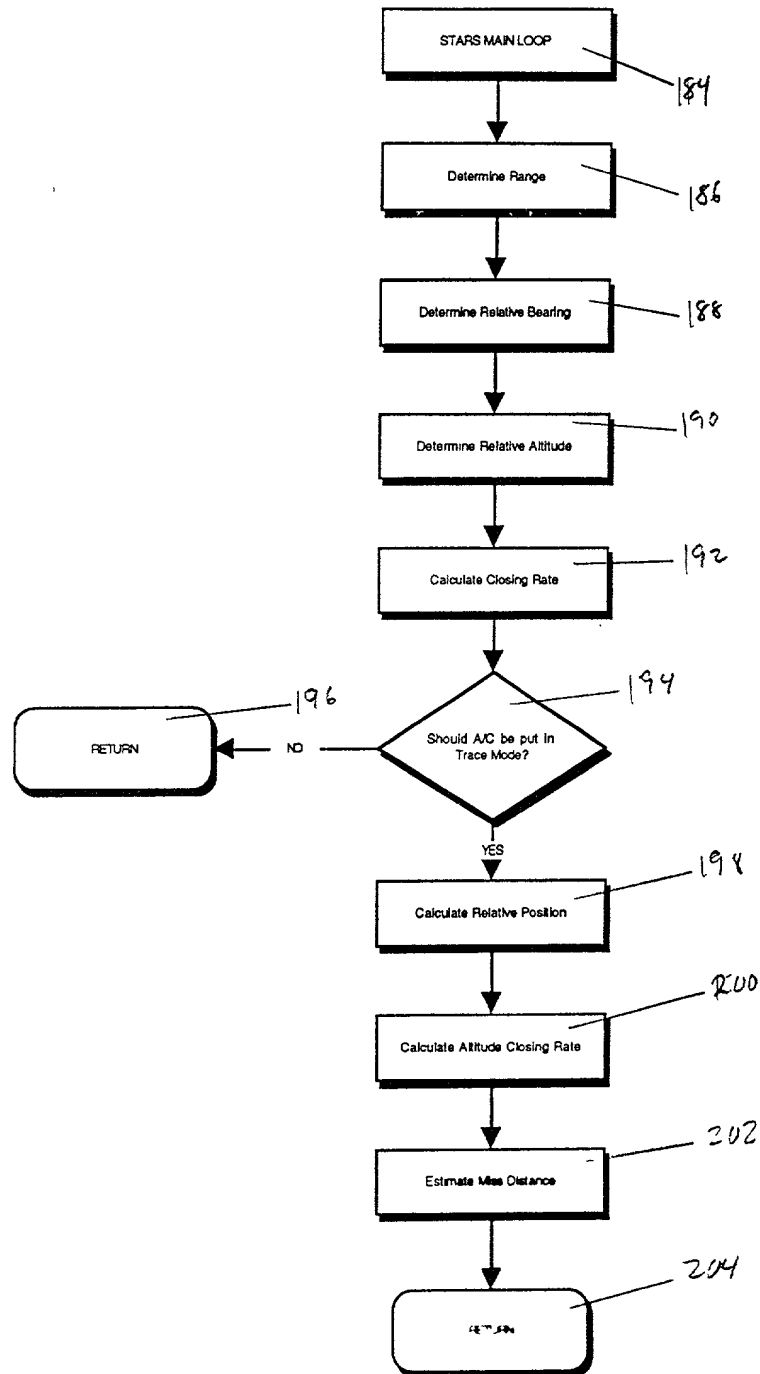 STARS MAIN LOOP
184
Determine Range
186
Determine Relative Bearing
188
Determine Relative Altitude
190
Calculate Closing Rate
192
Should A/C be put in
Trace Mode?
194
NO
RETURN
196
YES
Calculate Relative Position
198
Calculate Altitude Closing Rate
200
Estimate Miss Distance
202
RETURN
204